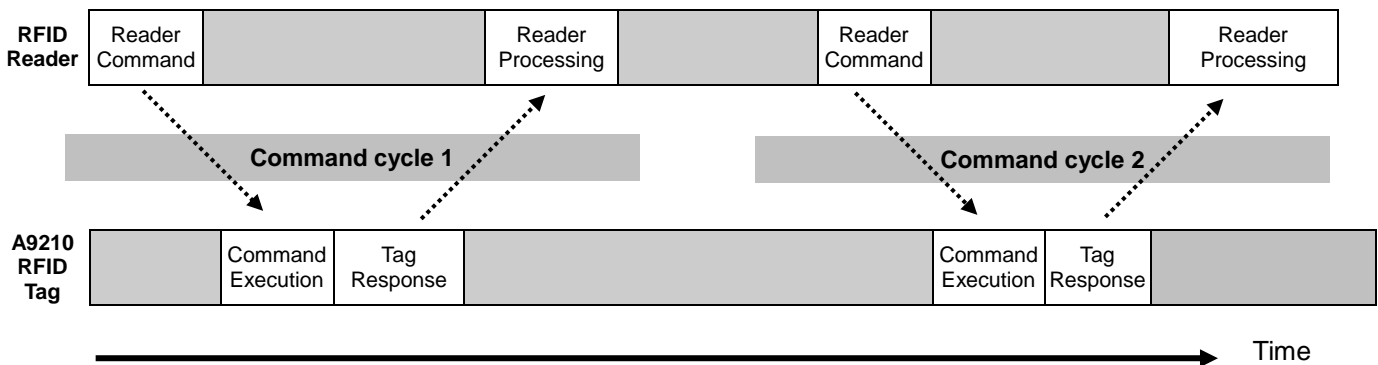 RFID
Reader
Reader
Command
Reader
Processing
Reader
Command
Reader
Processing
Command cycle 1
Command cycle 2
A9210
RFID
Tag
Command
Execution
Tag
Response
Command
Execution
Tag
Response
Time